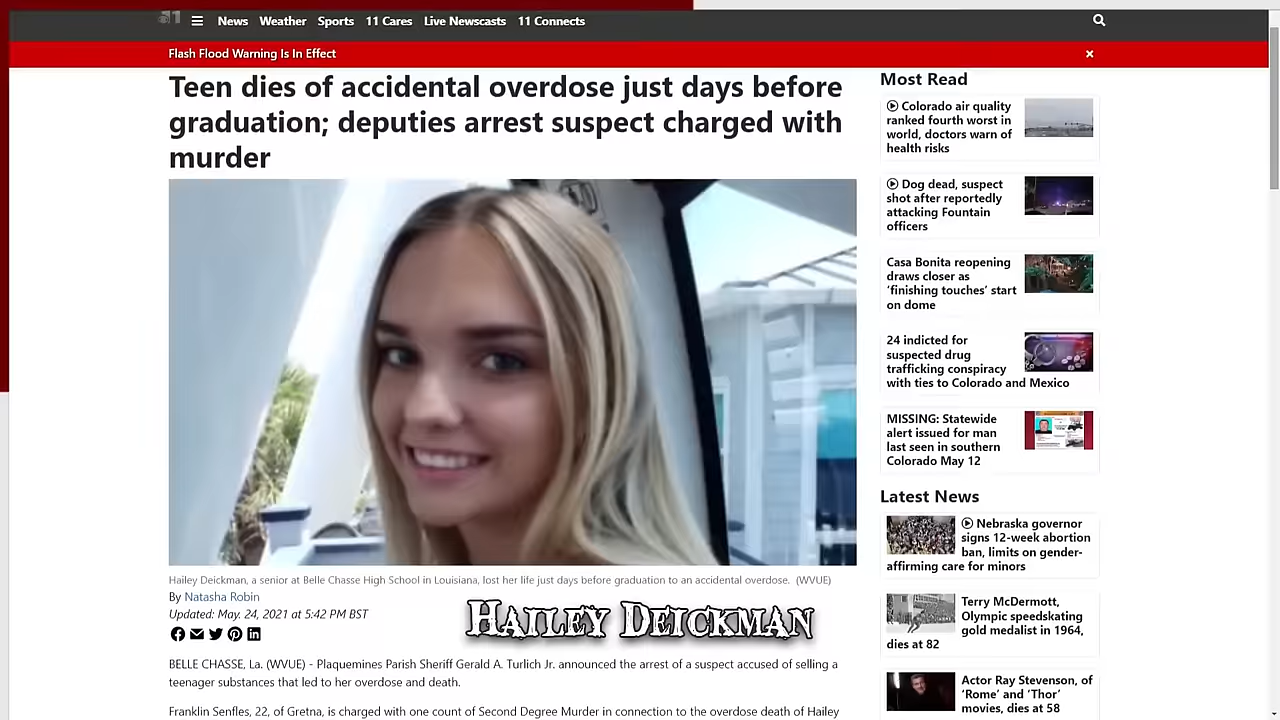 11
News Weather Sports 11 Cares Live Newscasts 11 Connects
Flash Flood Warning Is In Effect
Teen dies of accidental overdose just days before
graduation; deputies arrest suspect charged with
murder
Hailey Deickman, a senior at Belle Chasse High School in Louisiana, lost her life just days before graduation to an accidental overdose. (WVUE)
By Natasha Robin
Updated: May. 24, 2021 at 5:42 PM BST
Hailey Deickman
BELLE CHASSE, La. (WVUE) - Plaquemines Parish Sheriff Gerald A. Turlich Jr. announced the arrest of a suspect accused of selling a
teenager substances that led to her overdose and death.
Franklin Senfles, 22, of Gretna, is charged with one count of Second Degree Murder in connection to the overdose death of Hailey
Most Read
Colorado air quality
ranked fourth worst in
world, doctors warn of
health risks
Dog dead, suspect
shot after reportedly
attacking Fountain
officers
Casa Bonita reopening
draws closer as
‘finishing touches’ start
on dome
24 indicted for
suspected drug
trafficking conspiracy
with ties to Colorado and Mexico
MISSING: Statewide
alert issued for man
last seen in southern
Colorado May 12
Latest News
Nebraska governor
signs 12-week abortion
ban, limits on gender-
affirming care for minors
Terry McDermott,
Olympic speedskating
gold medalist in 1964,
dies at 82
Actor Ray Stevenson, of
‘Rome’ and ‘Thor’
movies, dies at 58